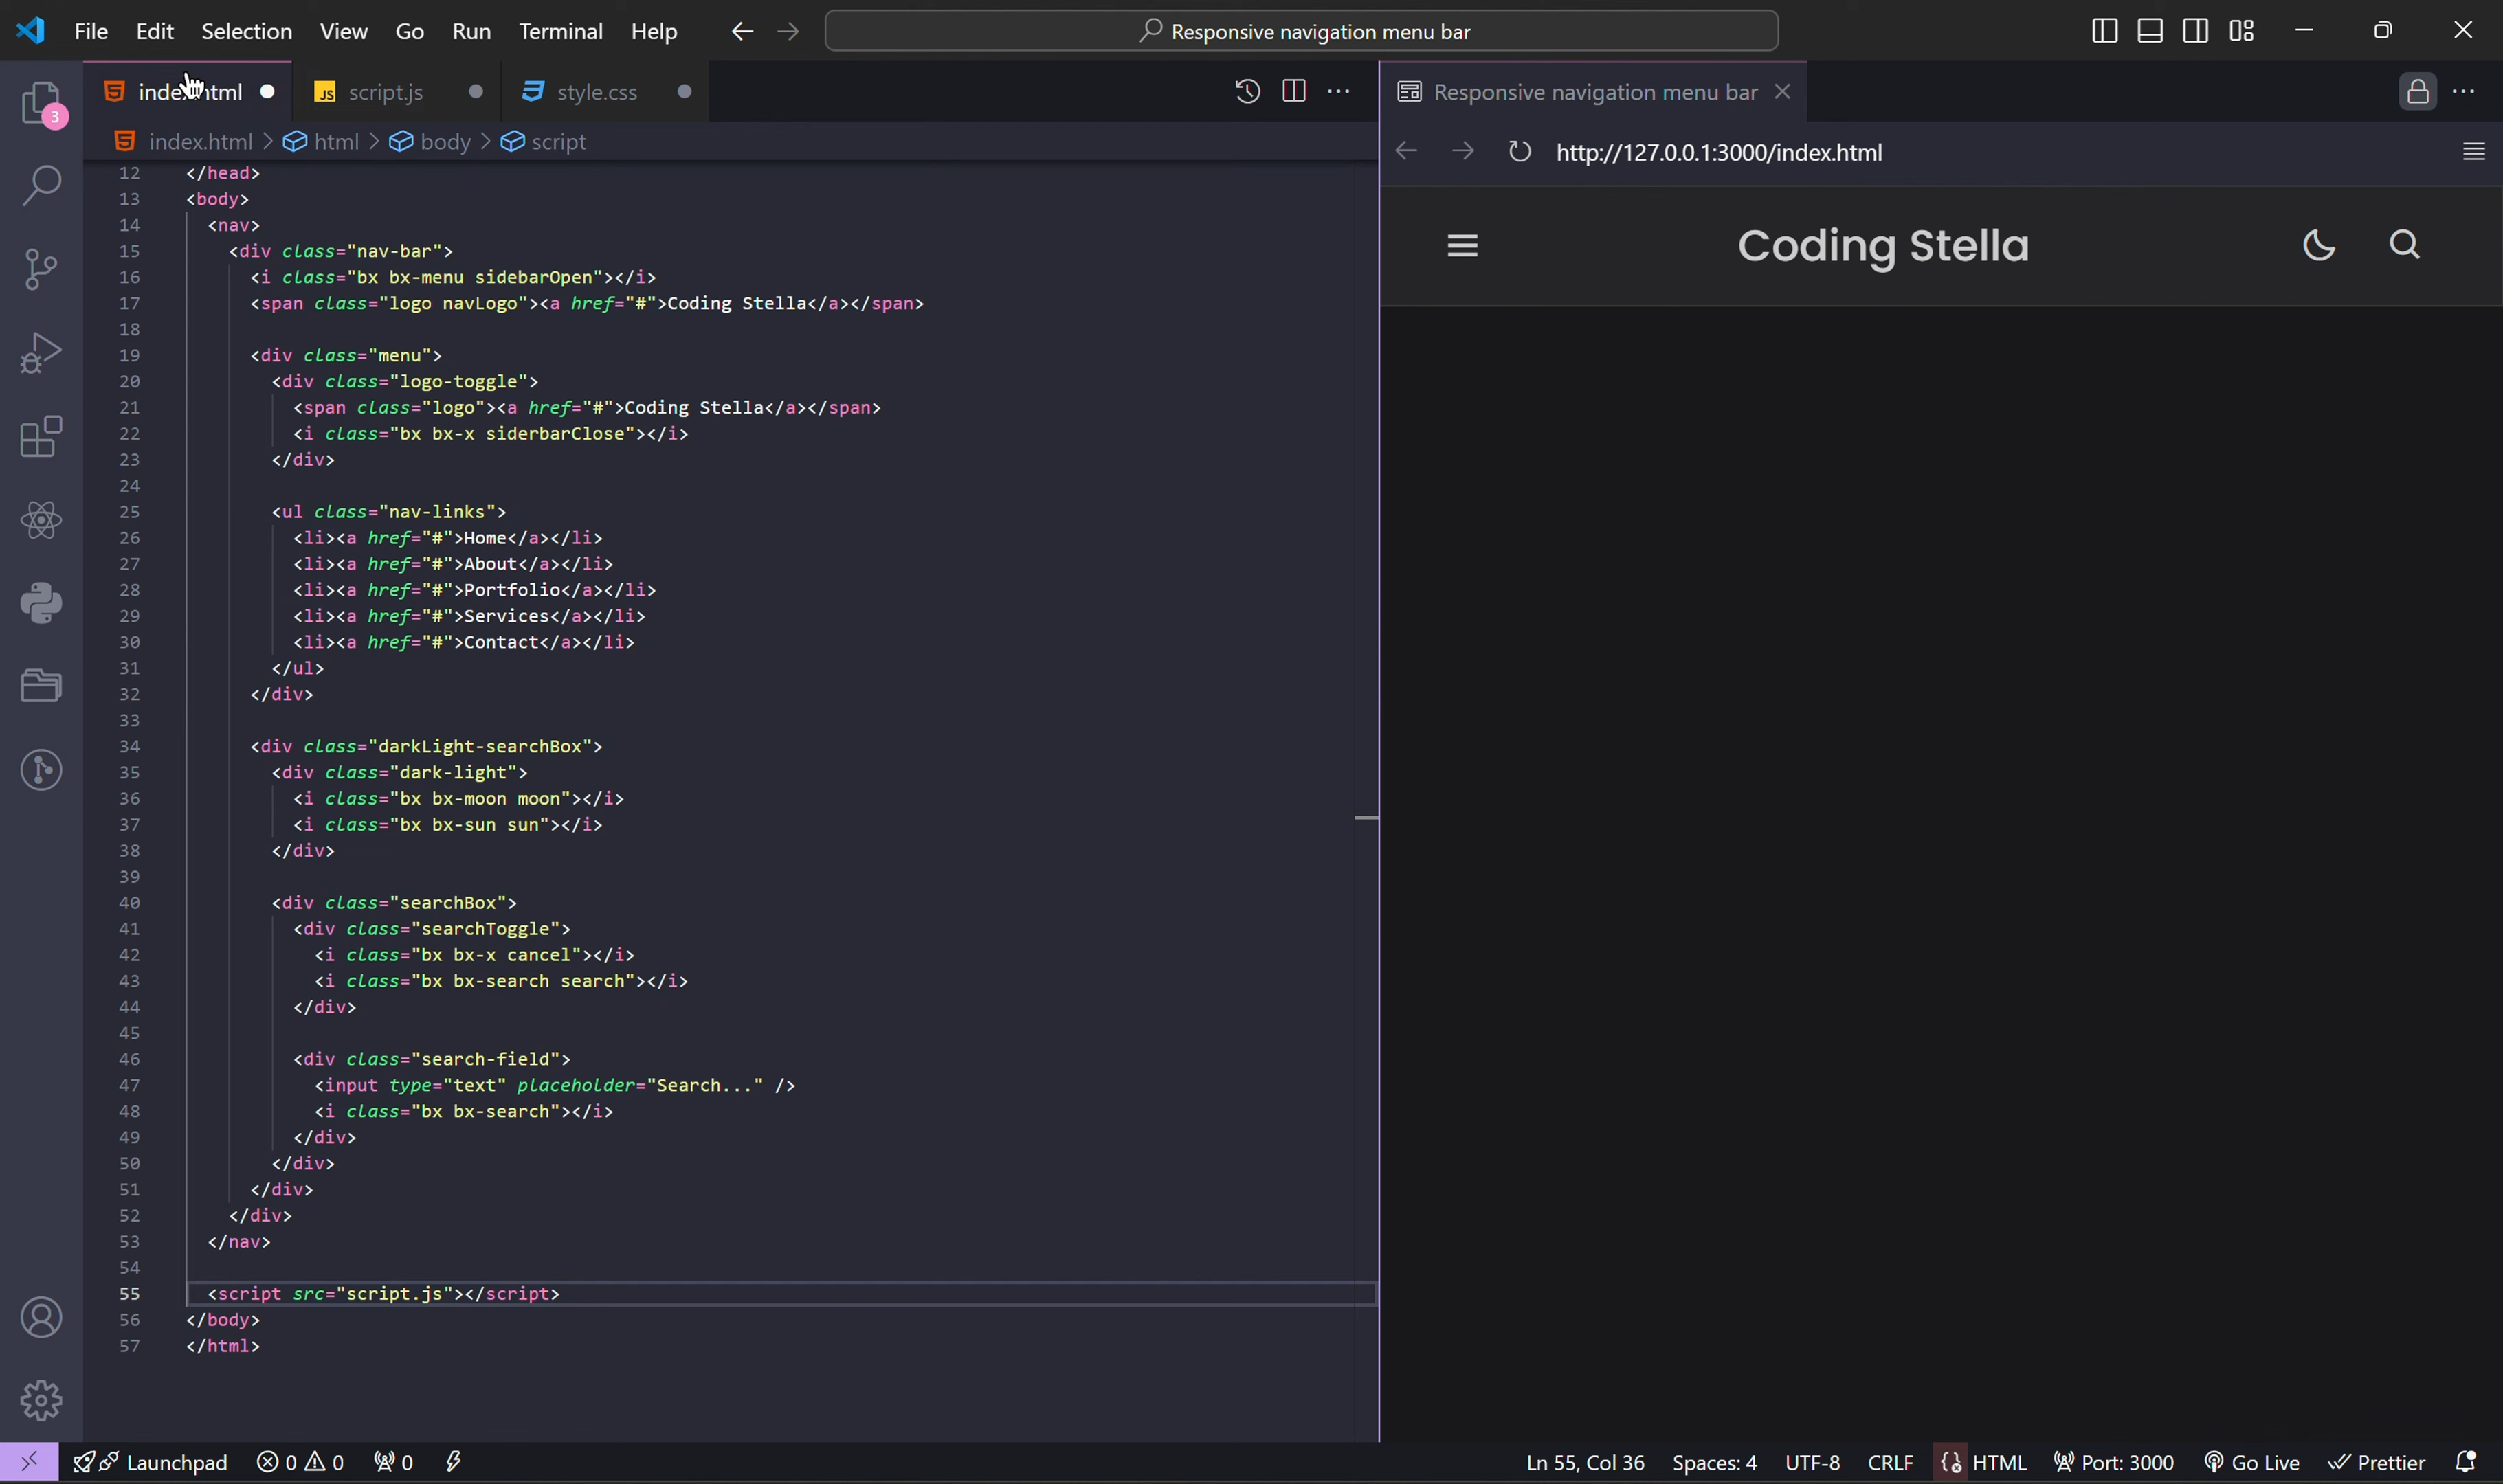 File Edit Selection View Go Run Terminal Help Responsive navigation menu bar
3
index.html script.js style.css
index.html > html > body > script
12 </head>
13 <body>
14 <nav>
15 <div class="nav-bar">
16 <i class="bx bx-menu sidebarOpen"></i>
17 <span class="logo navLogo"><a href="#">Coding Stella</a></span>
18
19 <div class="menu">
20 <div class="logo-toggle">
21 <span class="logo"><a href="#">Coding Stella</a></span>
22 <i class="bx bx-x siderbarClose"></i>
23 </div>
24
25 <ul class="nav-links">
26 <li><a href="#">Home</a></li>
27 <li><a href="#">About</a></li>
28 <li><a href="#">Portfolio</a></li>
29 <li><a href="#">Services</a></li>
30 <li><a href="#">Contact</a></li>
31 </ul>
32 </div>
33
34 <div class="darkLight-searchBox">
35 <div class="dark-light">
36 <i class="bx bx-moon moon"></i>
37 <i class="bx bx-sun sun"></i>
38 </div>
39
40 <div class="searchBox">
41 <div class="searchToggle">
42 <i class="bx bx-x cancel"></i>
43 <i class="bx bx-search search"></i>
44 </div>
45
46 <div class="search-field">
47 <input type="text" placeholder="Search..." />
48 <i class="bx bx-search"></i>
49 </div>
50 </div>
51 </div>
52 </div>
53 </nav>
54
55 <script src="script.js"></script>
56 </body>
57 </html>
Responsive navigation menu bar
http://127.0.0.1:3000/index.html
Coding Stella
Launchpad 0 0 0 Ln 55, Col 36 Spaces: 4 UTF-8 CRLF HTML Port: 3000 Go Live Prettier